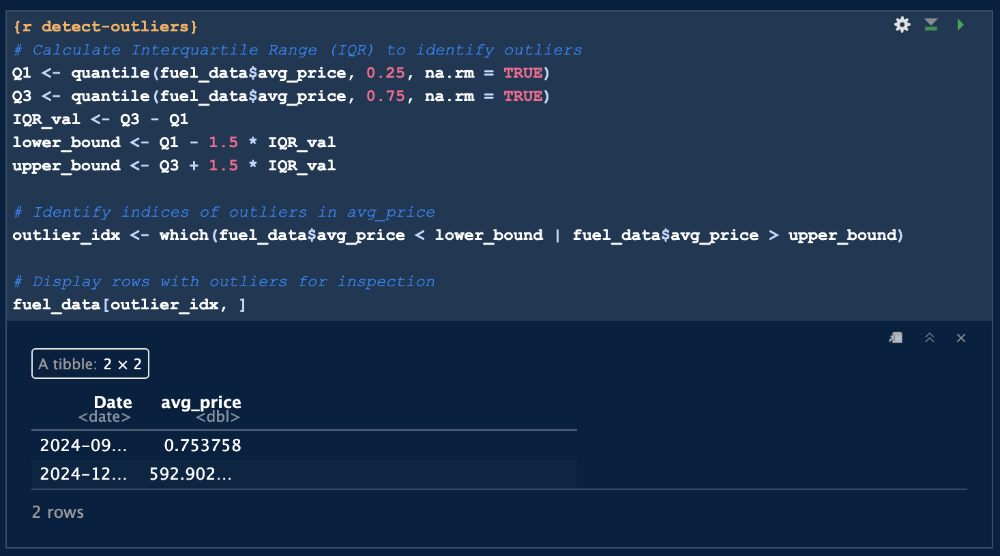 {r detect-outliers}
# Calculate Interquartile Range (IQR) to identify outliers
Q1 <- quantile(fuel_data$avg_price, 0.25, na.rm = TRUE)
Q3 <- quantile(fuel_data$avg_price, 0.75, na.rm = TRUE)
IQR_val <- Q3 - Q1
lower_bound <- Q1 - 1.5 * IQR_val
upper_bound <- Q3 + 1.5 * IQR_val
# Identify indices of outliers in avg_price
outlier_idx <- which(fuel_data$avg_price < lower_bound | fuel_data$avg_price > upper_bound)
# Display rows with outliers for inspection
fuel_data[outlier_idx, ]
A tibble: 2 × 2
Date avg_price
<date> <dbl>
2024-09... 0.753758
2024-12... 592.902...
2 rows